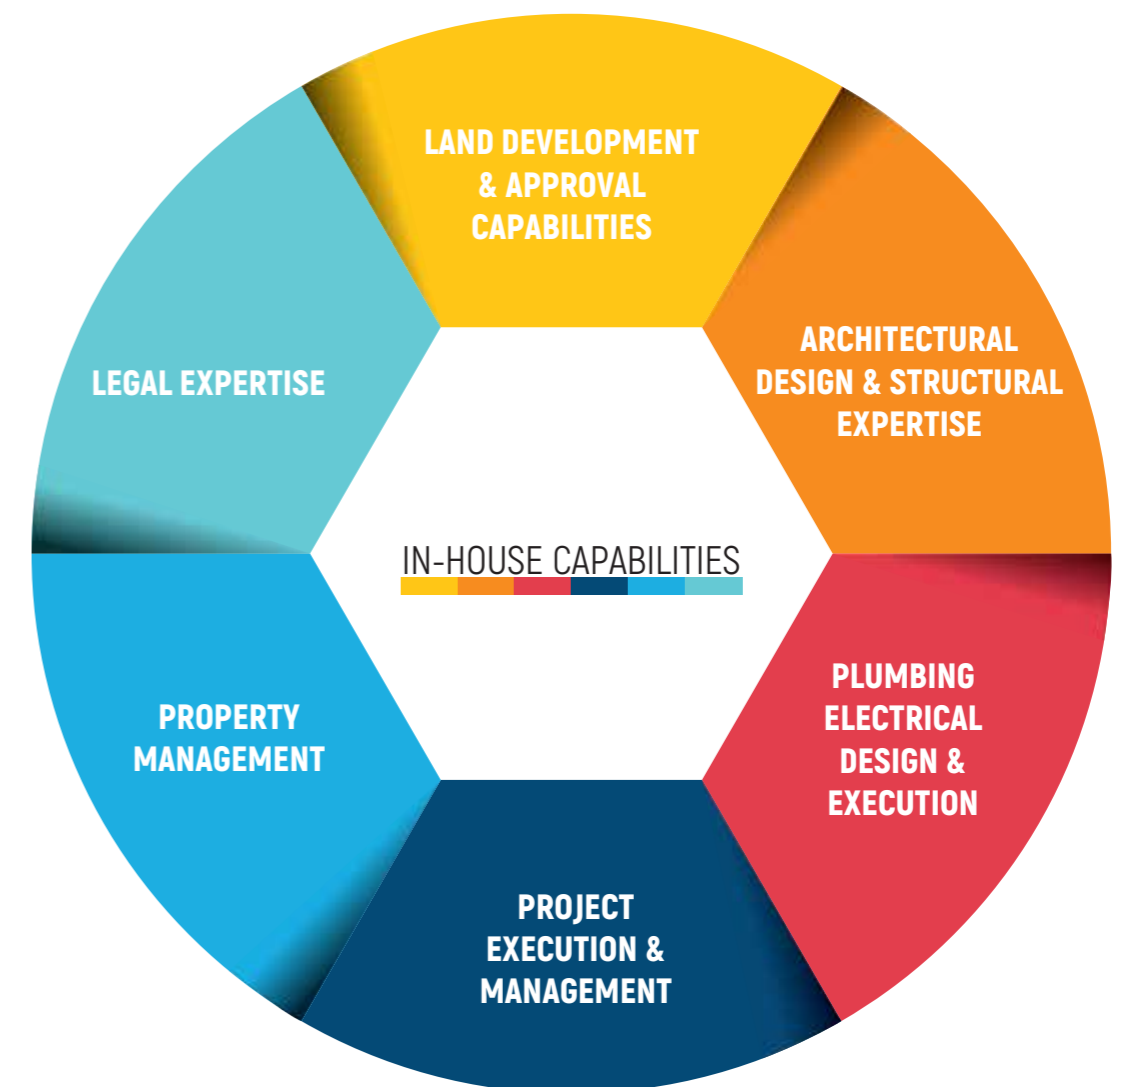 LAND DEVELOPMENT
& APPROVAL
CAPABILITIES
ARCHITECTURAL
DESIGN & STRUCTURAL
EXPERTISE
PLUMBING
ELECTRICAL
DESIGN &
EXECUTION
PROJECT
EXECUTION &
MANAGEMENT
PROPERTY
MANAGEMENT
LEGAL EXPERTISE
IN-HOUSE CAPABILITIES